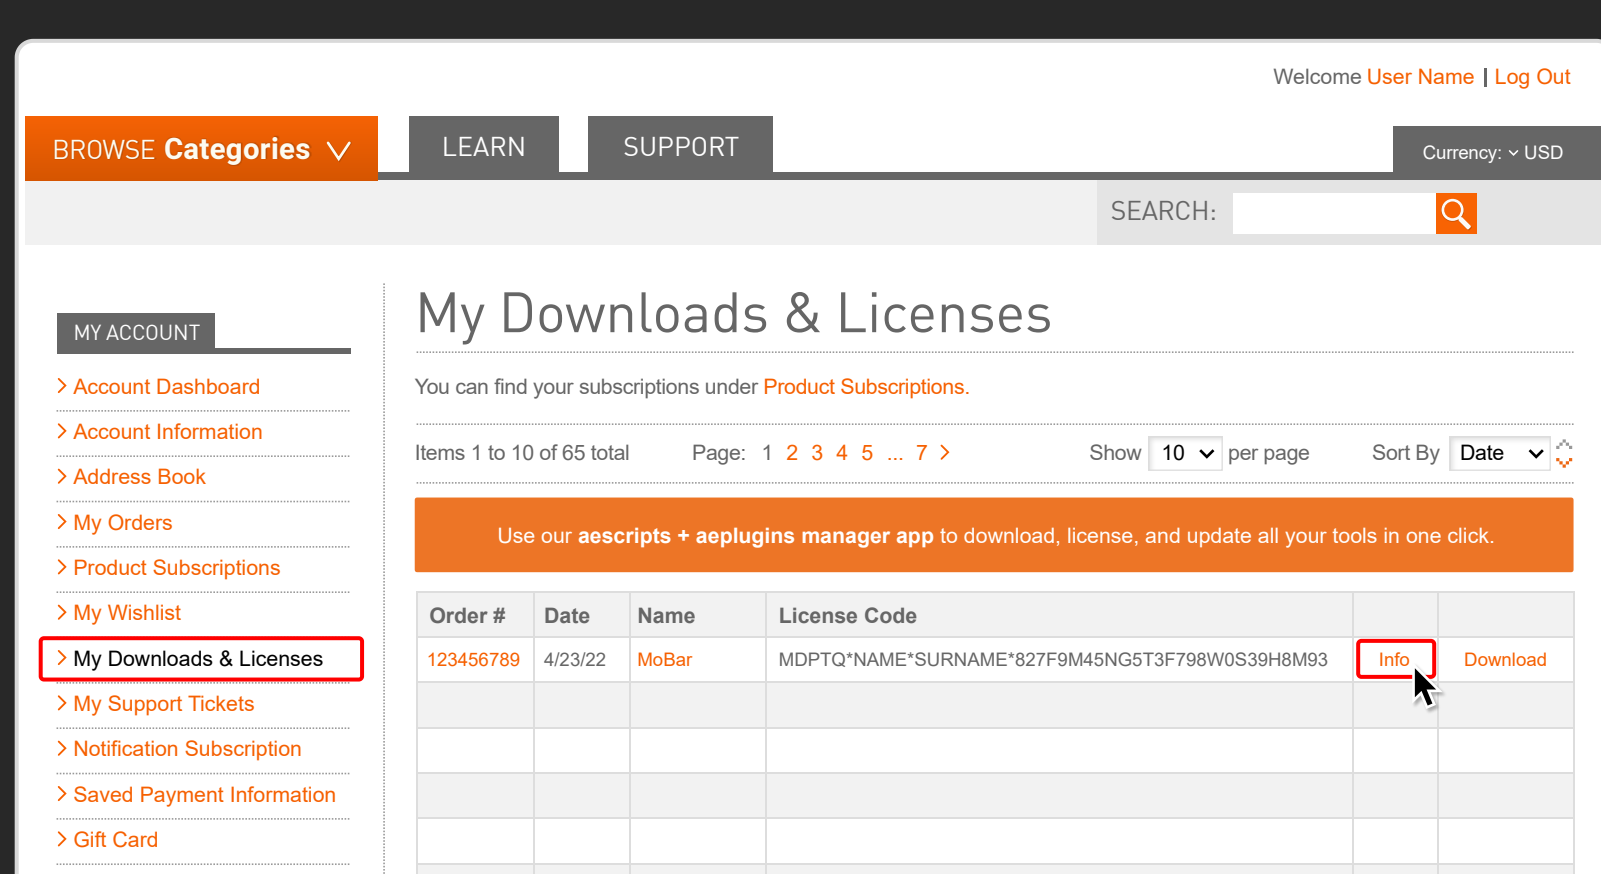 Welcome User Name | Log Out
BROWSE Categories
LEARN
SUPPORT
Currency: USD
SEARCH:
MY ACCOUNT
Account Dashboard
Account Information
Address Book
My Orders
Product Subscriptions
My Wishlist
My Downloads & Licenses
My Support Tickets
Notification Subscription
Saved Payment Information
Gift Card
My Downloads & Licenses
You can find your subscriptions under Product Subscriptions.
Items 1 to 10 of 65 total Page: 1 2 3 4 5 ... 7 Show 10 per page Sort By Date
Use our aescripts + aeplugins manager app to download, license, and update all your tools in one click.
Order # Date Name License Code
123456789 4/23/22 MoBar MDPTQ*NAME*SURNAME*827F9M45NG5T3F798W0S39H8M93 Info Download